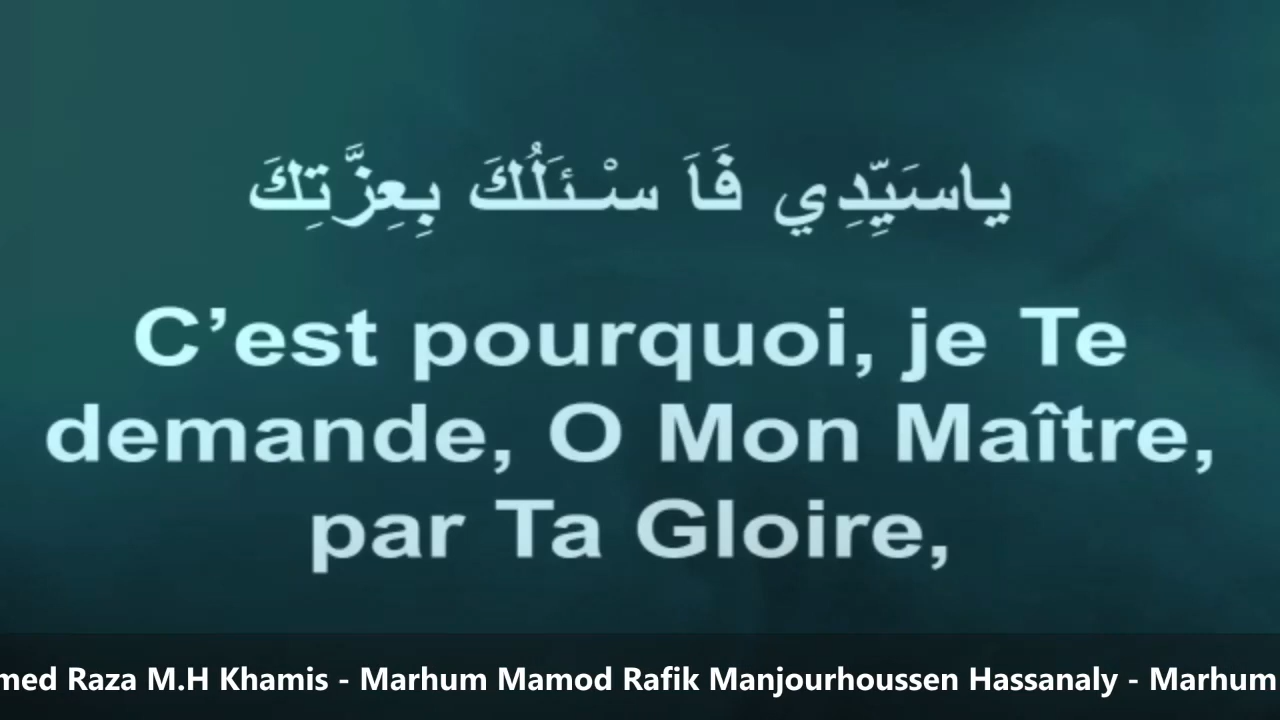 ياسَيِّدِي فَاَ سْـئَلُكَ بِعِزَّتِكَ
C’est pourquoi, je Te
demande, O Mon Maître,
par Ta Gloire,
med Raza M.H Khamis - Marhum Mamod Rafik Manjourhoussen Hassanaly - Marhum